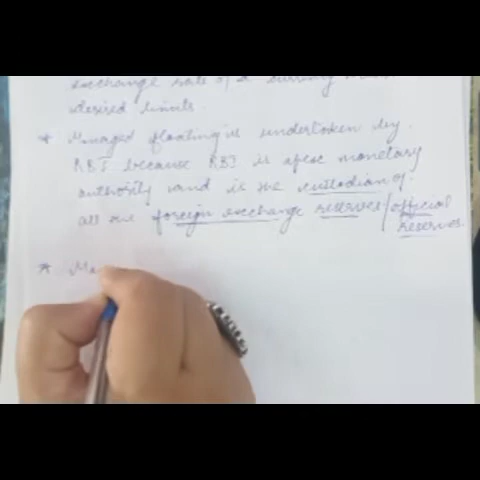 exchange rate of a currency
desired limits.
* Managed floating is undertaken by
RBI because RBI is apex monetary
authority and is the custodian of
all the foreign exchange reserves/official
reserves.
* Ma